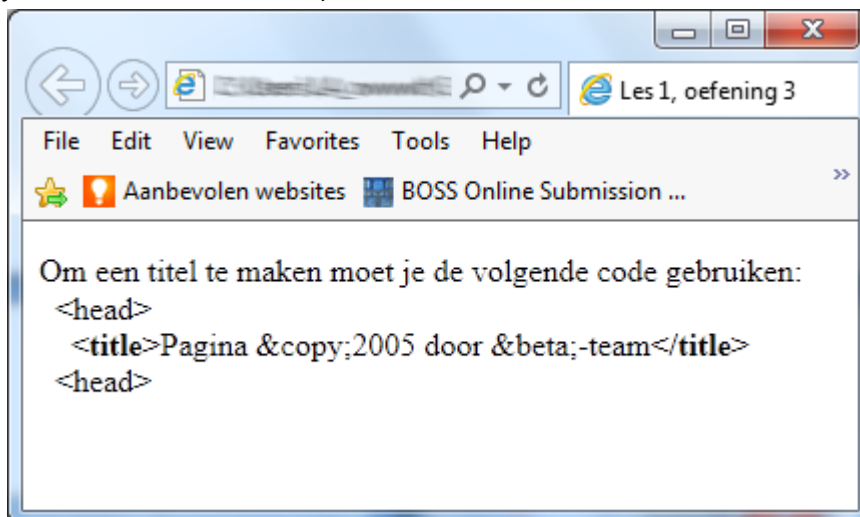 Les 1, oefening 3
File Edit View Favorites Tools Help
Aanbevolen websites BOSS Online Submission ... »
Om een titel te maken moet je de volgende code gebruiken:
<head>
<title>Pagina &copy;2005 door &beta;-team</title>
<head>